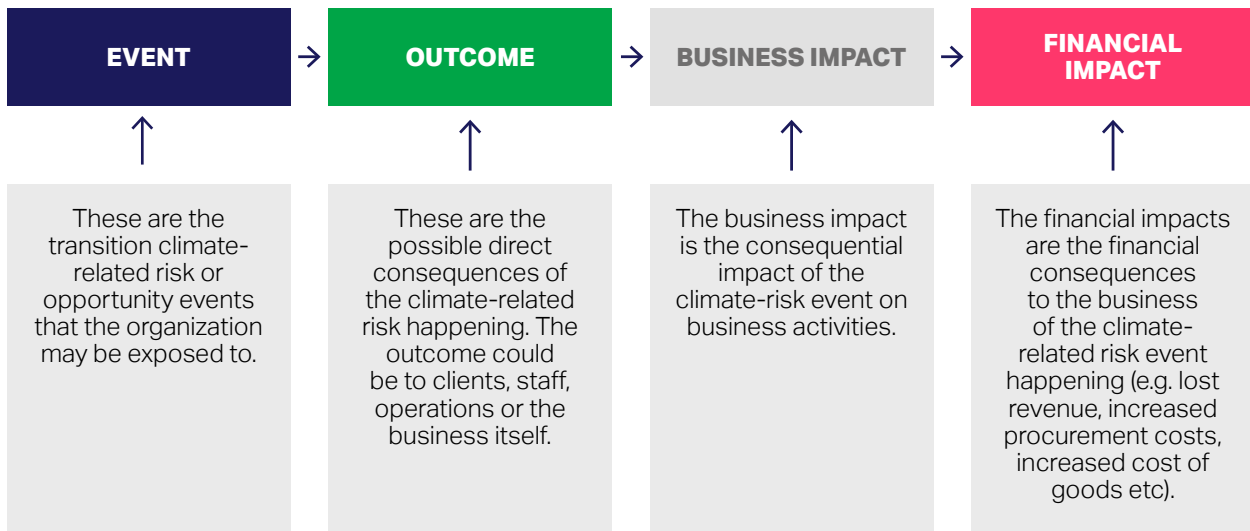 EVENT
OUTCOME
BUSINESS IMPACT
FINANCIAL
IMPACT
These are the
transition climate-
related risk or
opportunity events
that the organization
may be exposed to.
These are the
possible direct
consequences of
the climate-related
risk happening. The
outcome could
be to clients, staff,
operations or the
business itself.
The business impact
is the consequential
impact of the
climate-risk event on
business activities.
The financial impacts
are the financial
consequences
to the business
of the climate-
related risk event
happening (e.g. lost
revenue, increased
procurement costs,
increased cost of
goods etc).